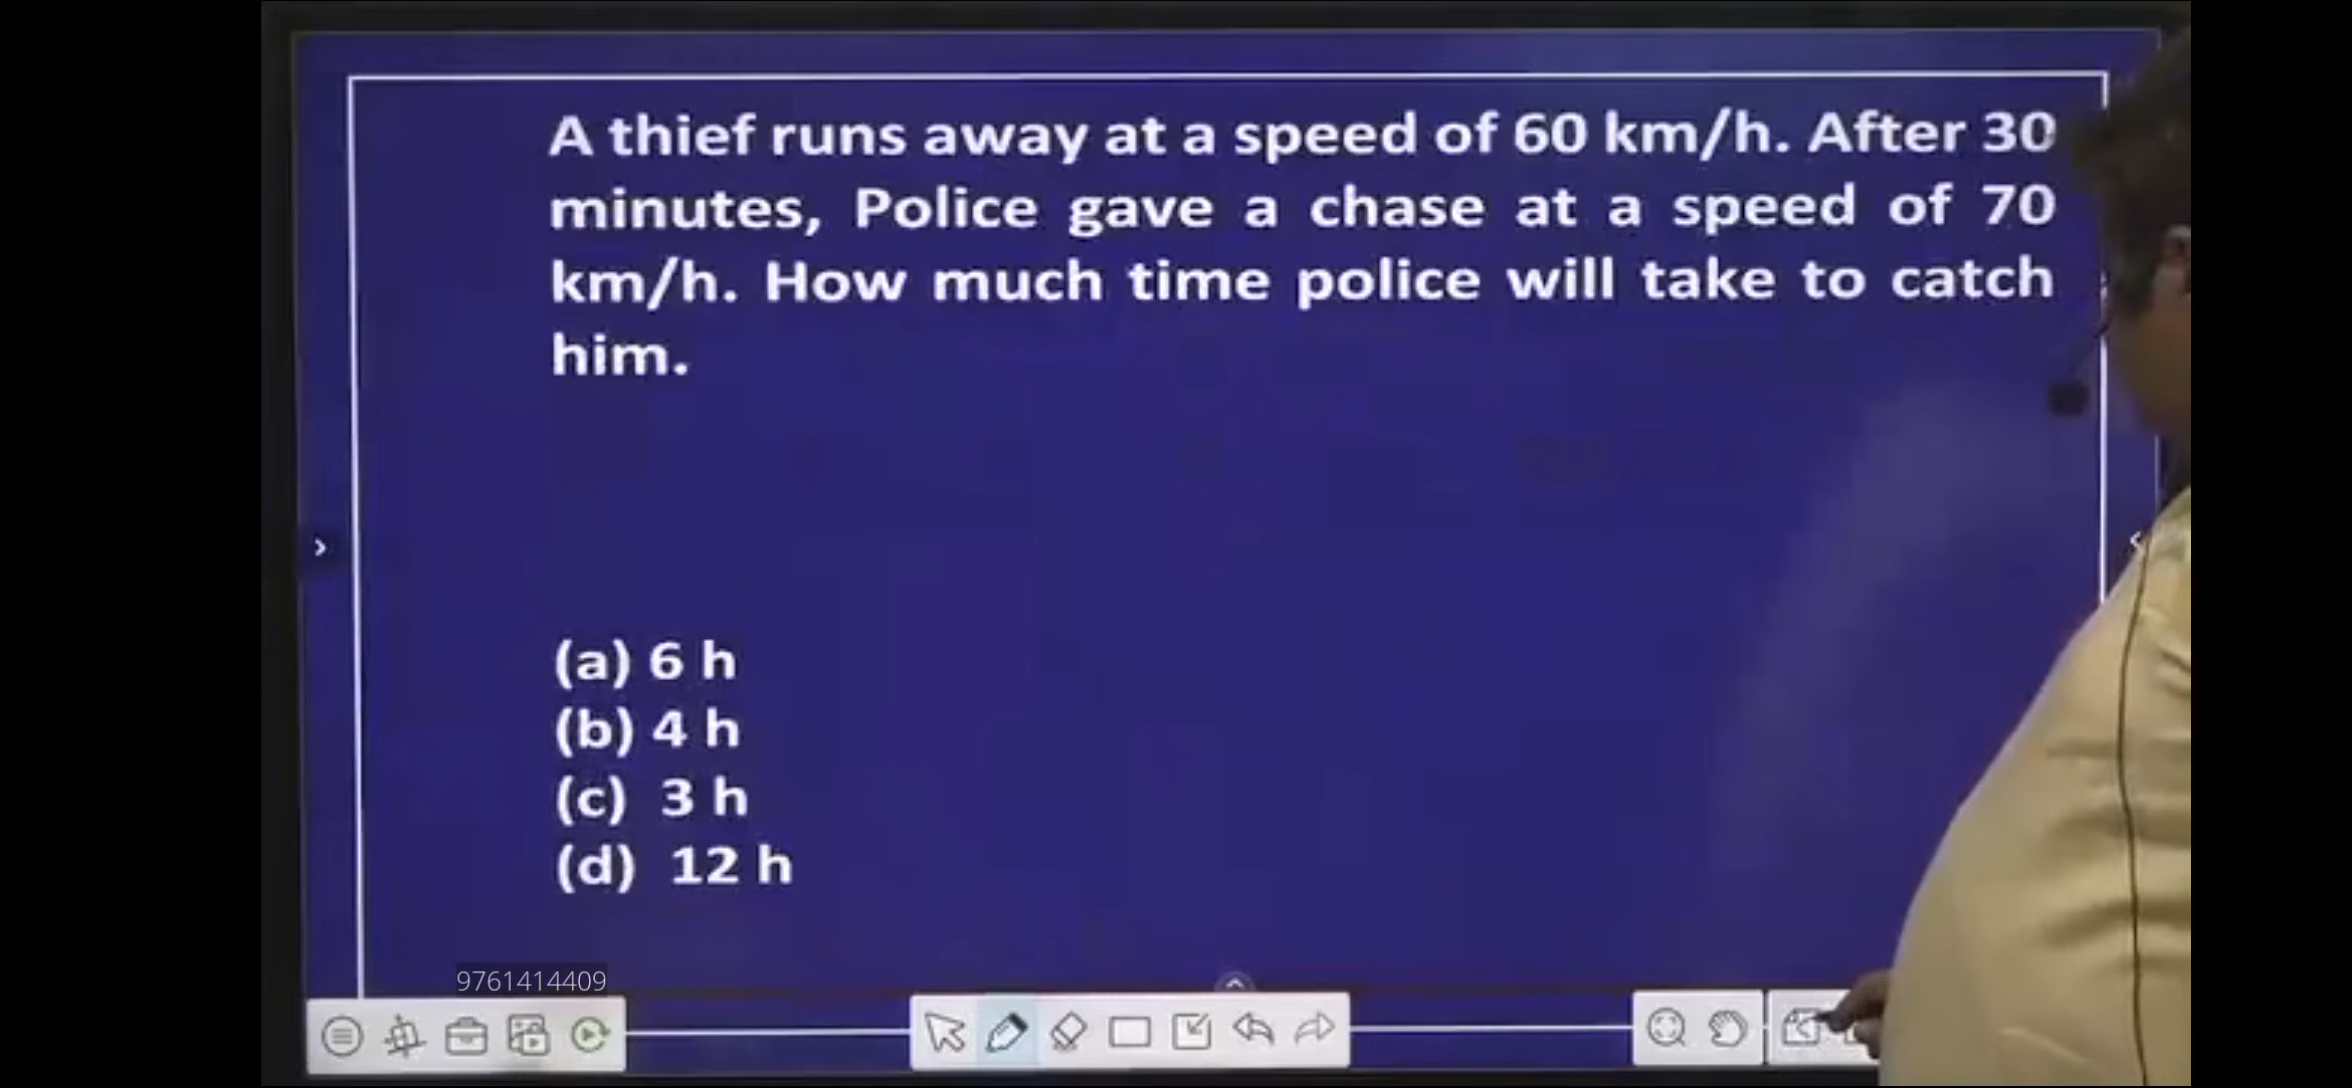 A thief runs away at a speed of 60 km/h. After 30
minutes, Police gave a chase at a speed of 70
km/h. How much time police will take to catch
him.
(a) 6 h
(b) 4 h
(c) 3 h
(d) 12 h
9761414409